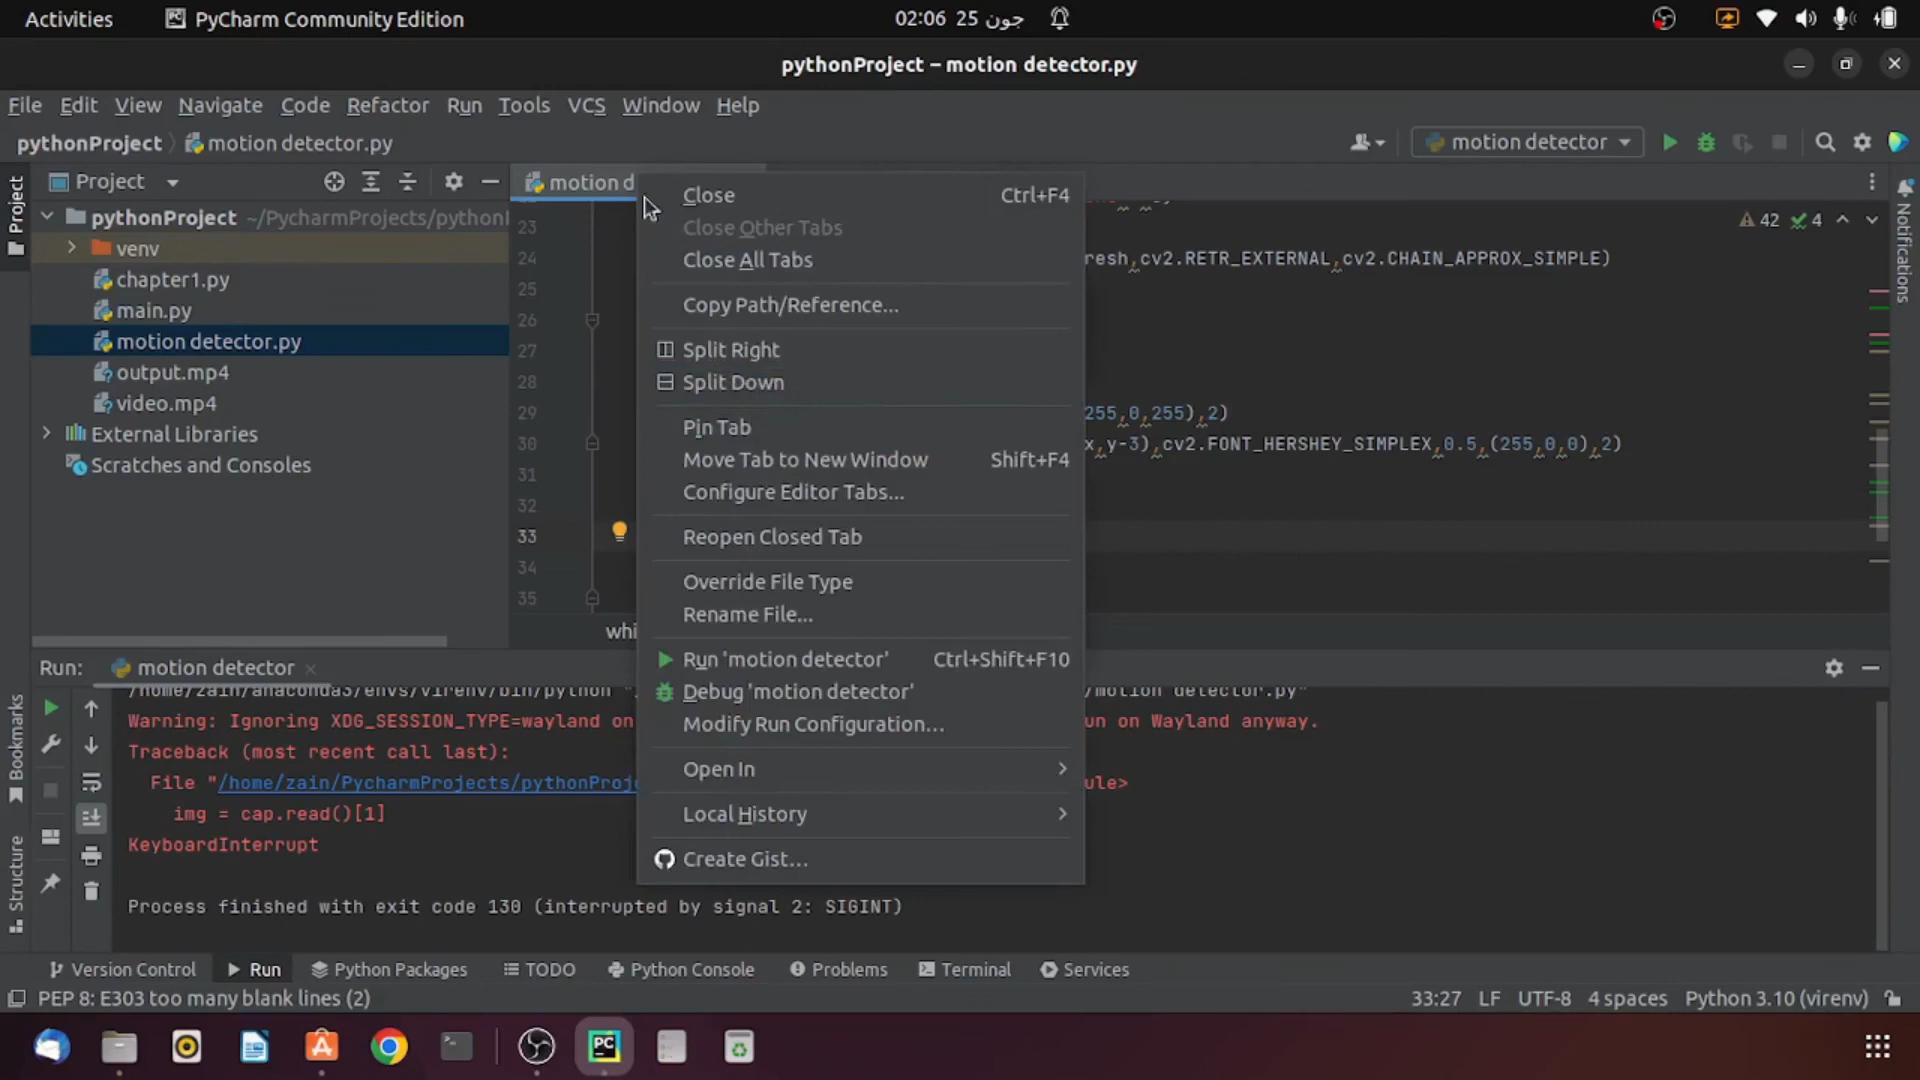 Activities
PyCharm Community Edition
02:06 25 جون
pythonProject – motion detector.py
File Edit View Navigate Code Refactor Run Tools VCS Window Help
pythonProject
motion detector.py
motion detector
Project
Project
motion d
pythonProject ~/PycharmProjects/pythonl
venv
chapter1.py
main.py
motion detector.py
output.mp4
video.mp4
External Libraries
Scratches and Consoles
Close Ctrl+F4
Close Other Tabs
Close All Tabs
Copy Path/Reference...
Split Right
Split Down
Pin Tab
Move Tab to New Window Shift+F4
Configure Editor Tabs...
Reopen Closed Tab
Override File Type
Rename File...
Run 'motion detector' Ctrl+Shift+F10
Debug 'motion detector'
Modify Run Configuration...
Open In
Local History
Create Gist...
42
4
Notifications
23
24 resh,cv2.RETR_EXTERNAL,cv2.CHAIN_APPROX_SIMPLE)
25
26
27
28
29 255,0,255),2)
30 x,y-3),cv2.FONT_HERSHEY_SIMPLEX,0.5,(255,0,0),2)
31
32
33
34
35
whi
Run:
motion detector
/home/zain/anaconda3/envs/virenv/bin/python "/ /motion detector.py"
Warning: Ignoring XDG_SESSION_TYPE=wayland on un on Wayland anyway.
Traceback (most recent call last):
File "/home/zain/PycharmProjects/pythonProj ule>
img = cap.read()[1]
KeyboardInterrupt
Process finished with exit code 130 (interrupted by signal 2: SIGINT)
Bookmarks
Structure
Version Control
Run
Python Packages
TODO
Python Console
Problems
Terminal
Services
PEP 8: E303 too many blank lines (2)
33:27 LF UTF-8 4 spaces Python 3.10 (virenv)